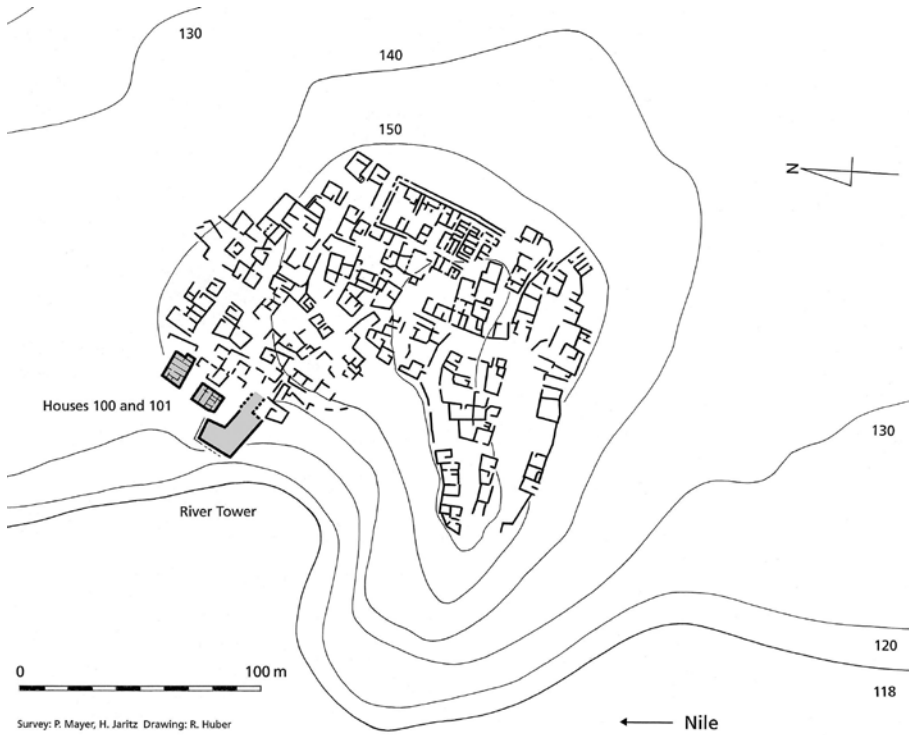 130
140
150
N
Houses 100 and 101
130
River Tower
0 100 m
120
118
Survey: P. Mayer, H. Jaritz Drawing: R. Huber
Nile